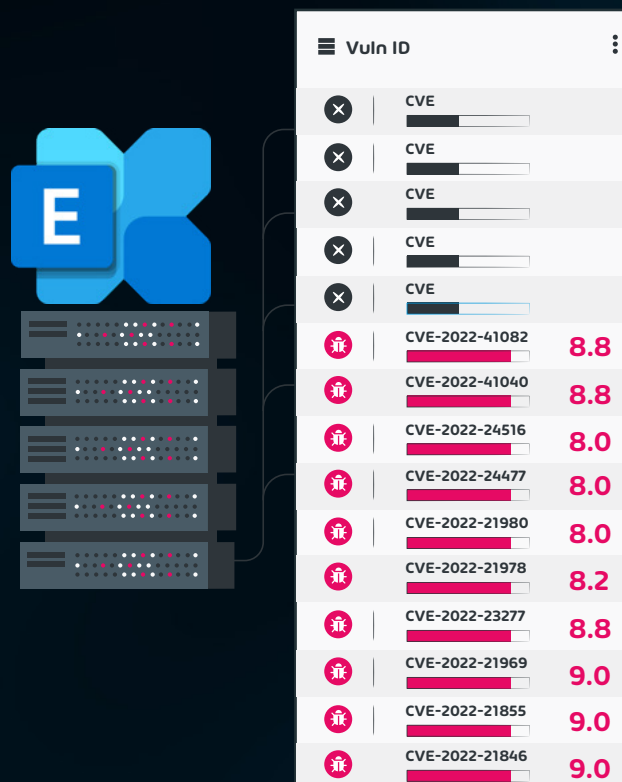 Vuln ID
E
CVE
CVE
CVE
CVE
CVE
CVE-2022-41082 8.8
CVE-2022-41040 8.8
CVE-2022-24516 8.0
CVE-2022-24477 8.0
CVE-2022-21980 8.0
CVE-2022-21978 8.2
CVE-2022-23277 8.8
CVE-2022-21969 9.0
CVE-2022-21855 9.0
CVE-2022-21846 9.0